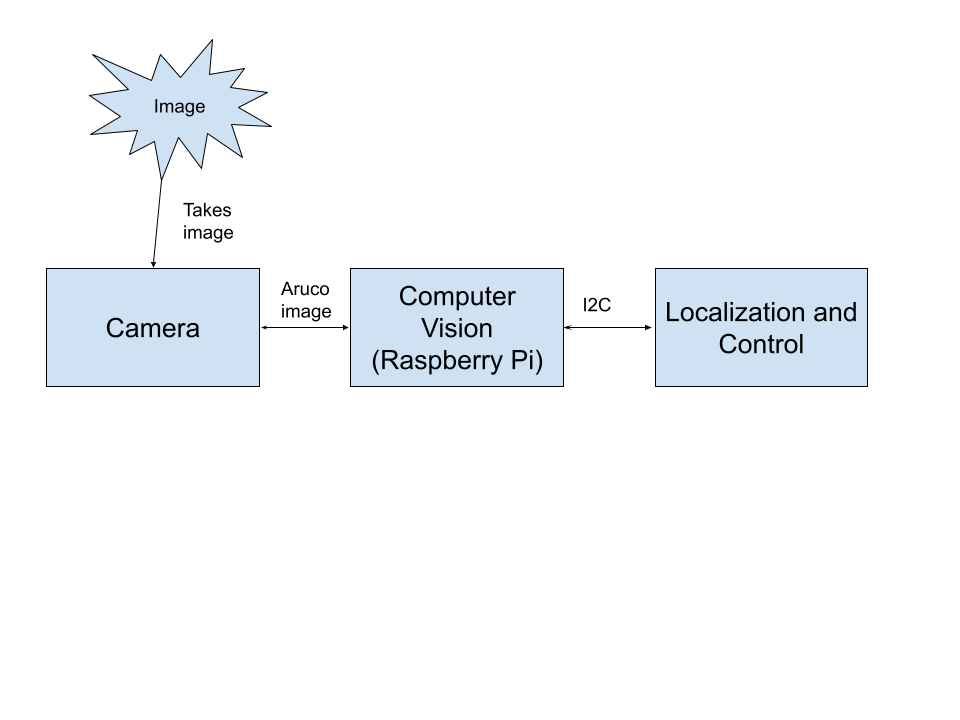 Image
Takes
image
Camera
Aruco
image
Computer
Vision
(Raspberry Pi)
I2C
Localization and
Control